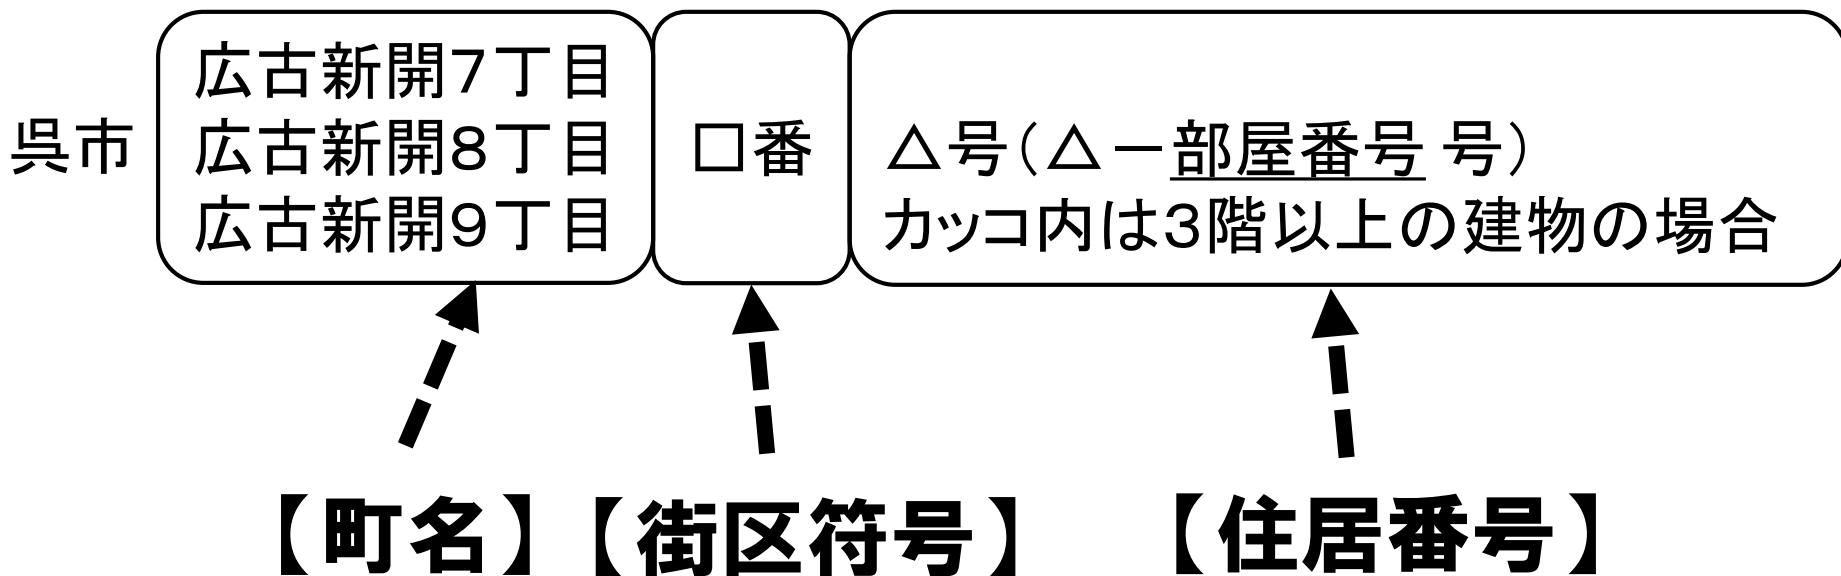 呉市
広古新開7丁目
広古新開8丁目
広古新開9丁目
□番
△号(△－部屋番号 号)
カッコ内は3階以上の建物の場合
【町名】
【街区符号】
【住居番号】